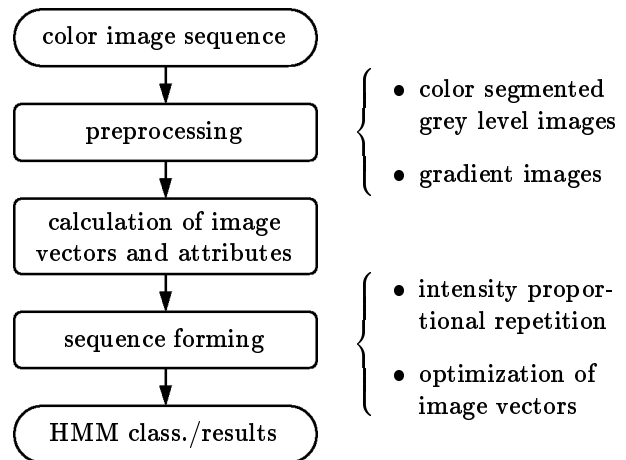 color image sequence
preprocessing
• color segmented
grey level images
• gradient images
calculation of image
vectors and attributes
sequence forming
• intensity propor-
tional repetition
• optimization of
image vectors
HMM class./results